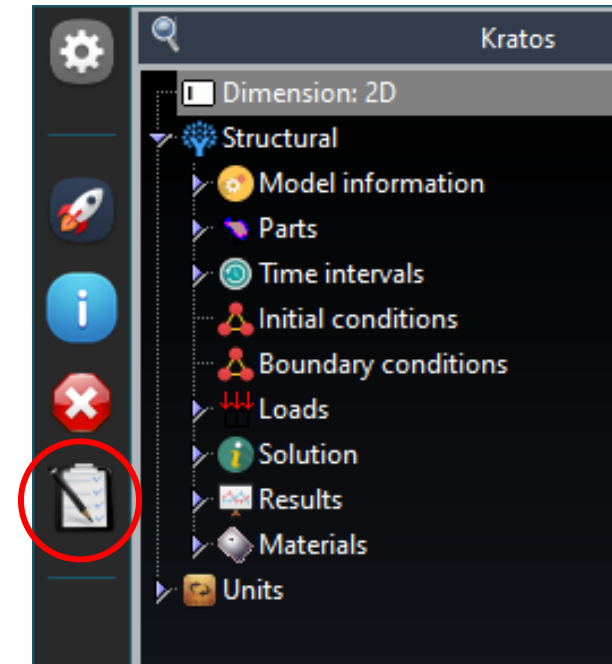 Kratos
Dimension: 2D
Structural
Model information
Parts
Time intervals
Initial conditions
Boundary conditions
Loads
Solution
Results
Materials
Units